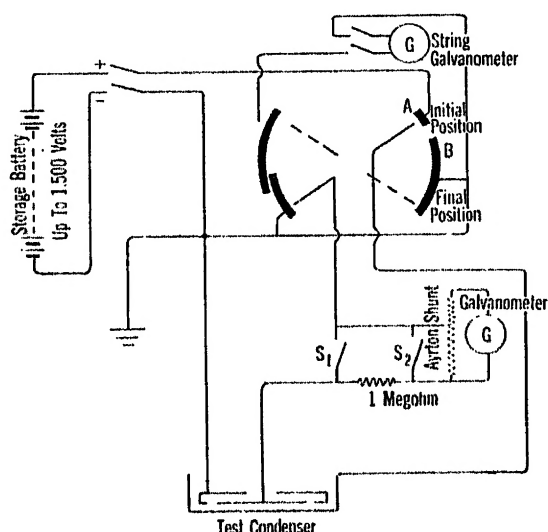 G
String
Galvanometer
+
−
A
Initial
Position
B
Final
Position
Storage Battery
Up To 1.500 Volts
Ayrton Shunt
Galvanometer
G
S1
S2
1 Megohm
Test Condenser